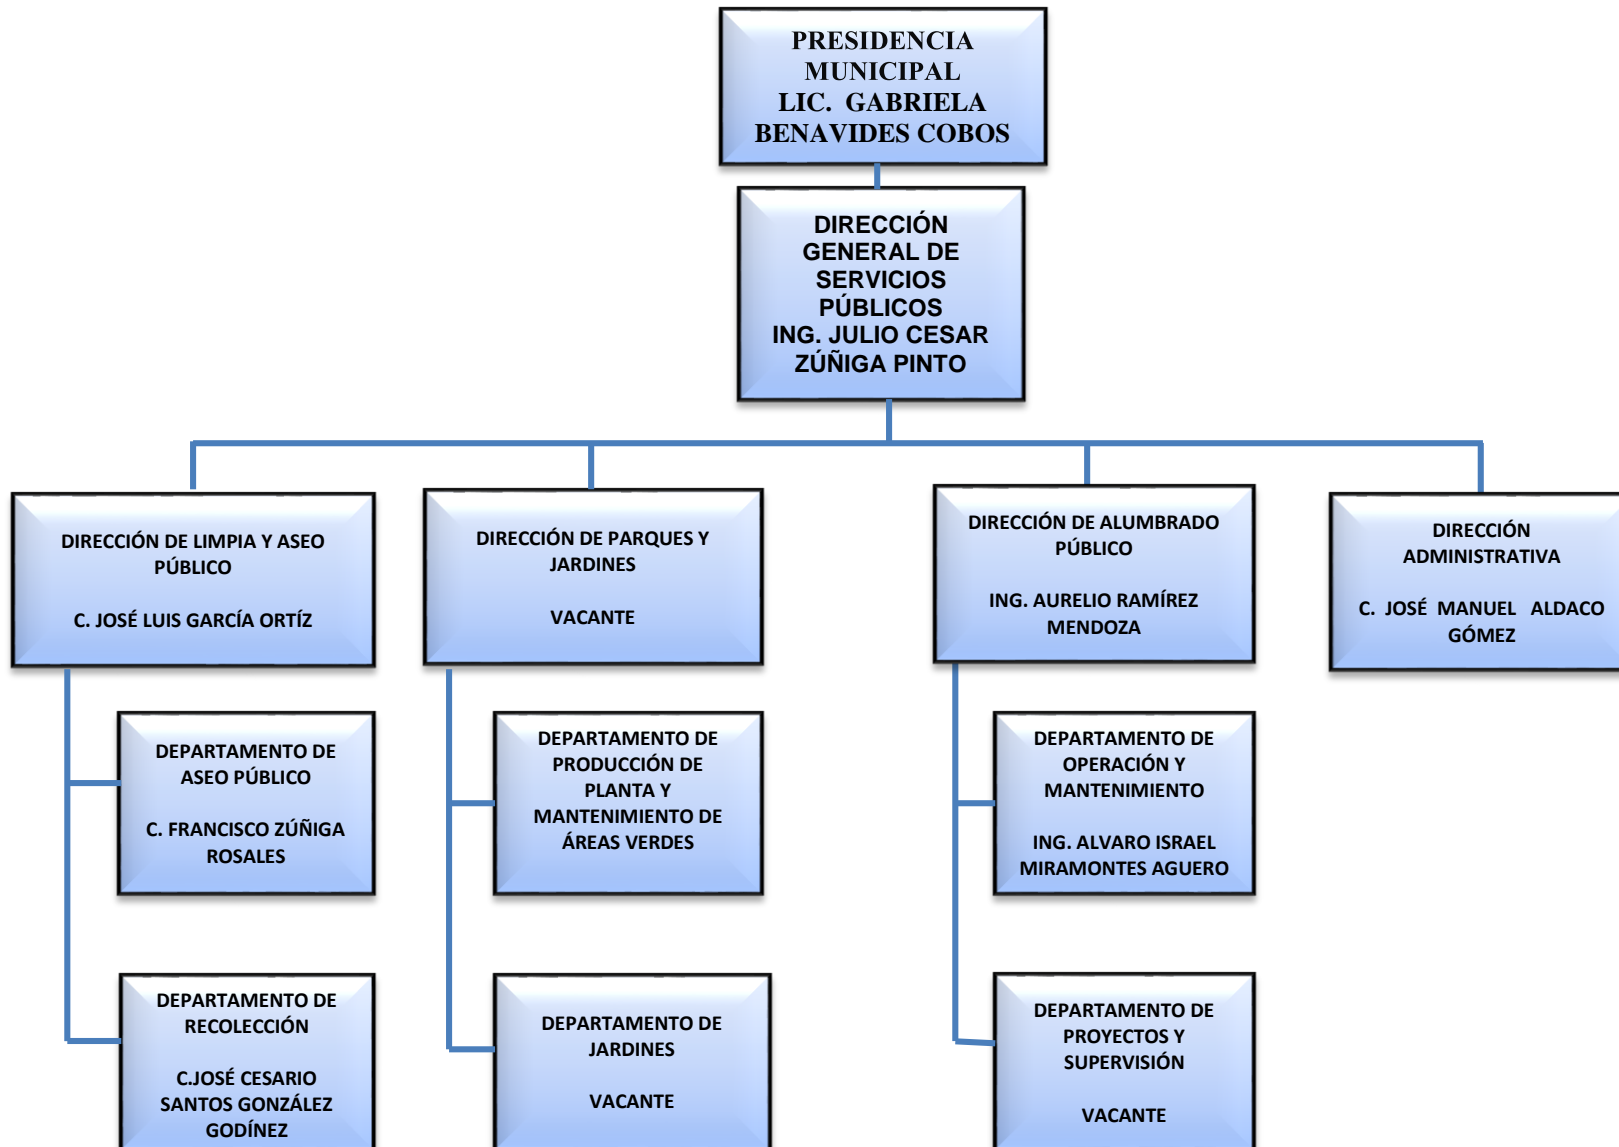 PRESIDENCIA
MUNICIPAL
LIC. GABRIELA
BENAVIDES COBOS
DIRECCIÓN
GENERAL DE
SERVICIOS
PÚBLICOS
ING. JULIO CESAR
ZÚÑIGA PINTO
DIRECCIÓN DE LIMPIA Y ASEO
PÚBLICO
C. JOSÉ LUIS GARCÍA ORTÍZ
DIRECCIÓN DE PARQUES Y
JARDINES
VACANTE
DIRECCIÓN DE ALUMBRADO
PÚBLICO
ING. AURELIO RAMÍREZ
MENDOZA
DIRECCIÓN
ADMINISTRATIVA
C. JOSÉ MANUEL ALDACO
GÓMEZ
DEPARTAMENTO DE
ASEO PÚBLICO
C. FRANCISCO ZÚÑIGA
ROSALES
DEPARTAMENTO DE
PRODUCCIÓN DE
PLANTA Y
MANTENIMIENTO DE
ÁREAS VERDES
DEPARTAMENTO DE
OPERACIÓN Y
MANTENIMIENTO
ING. ALVARO ISRAEL
MIRAMONTES AGUERO
DEPARTAMENTO DE
RECOLECCIÓN
C.JOSÉ CESARIO
SANTOS GONZÁLEZ
GODÍNEZ
DEPARTAMENTO DE
JARDINES
VACANTE
DEPARTAMENTO DE
PROYECTOS Y
SUPERVISIÓN
VACANTE